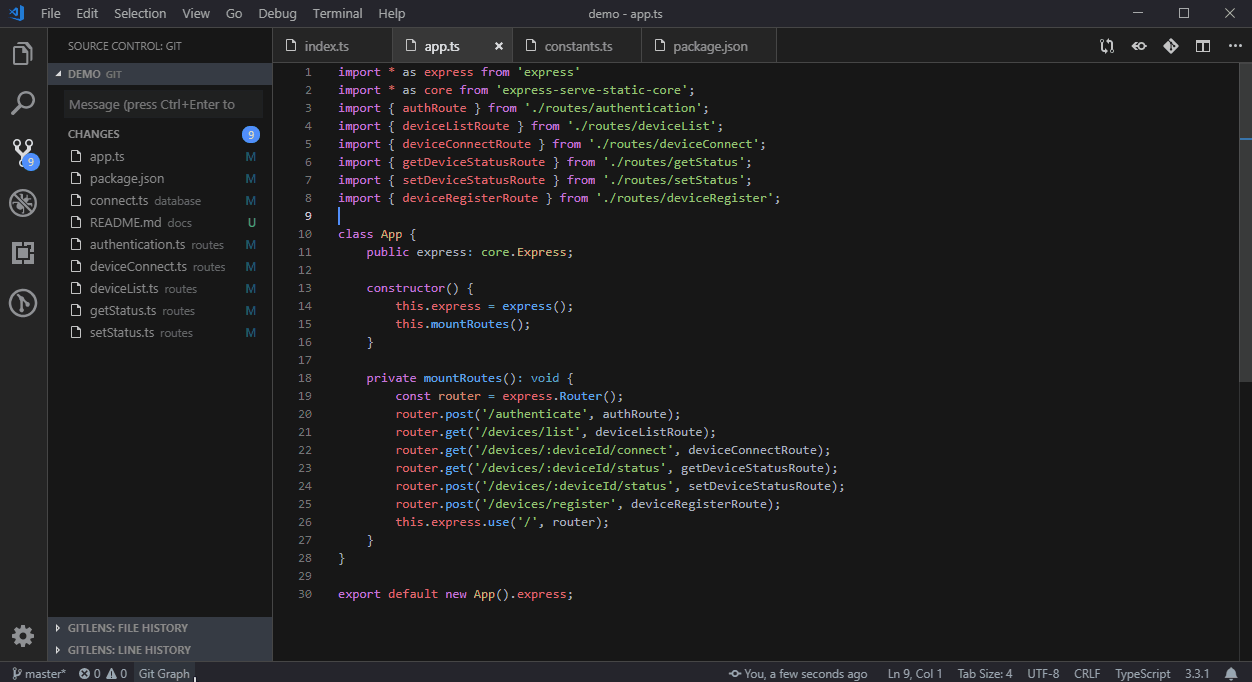 File Edit Selection View Go Debug Terminal Help demo - app.ts
SOURCE CONTROL: GIT
DEMO GIT
Message (press Ctrl+Enter to
CHANGES 9
app.ts M
package.json M
connect.ts database M
README.md docs U
authentication.ts routes M
deviceConnect.ts routes M
deviceList.ts routes M
getStatus.ts routes M
setStatus.ts routes M
GITLENS: FILE HISTORY
GITLENS: LINE HISTORY
9
index.ts app.ts constants.ts package.json
1 import * as express from 'express'
2 import * as core from 'express-serve-static-core';
3 import { authRoute } from './routes/authentication';
4 import { deviceListRoute } from './routes/deviceList';
5 import { deviceConnectRoute } from './routes/deviceConnect';
6 import { getDeviceStatusRoute } from './routes/getStatus';
7 import { setDeviceStatusRoute } from './routes/setStatus';
8 import { deviceRegisterRoute } from './routes/deviceRegister';
9
10 class App {
11 public express: core.Express;
12
13 constructor() {
14 this.express = express();
15 this.mountRoutes();
16 }
17
18 private mountRoutes(): void {
19 const router = express.Router();
20 router.post('/authenticate', authRoute);
21 router.get('/devices/list', deviceListRoute);
22 router.get('/devices/:deviceId/connect', deviceConnectRoute);
23 router.get('/devices/:deviceId/status', getDeviceStatusRoute);
24 router.post('/devices/:deviceId/status', setDeviceStatusRoute);
25 router.post('/devices/register', deviceRegisterRoute);
26 this.express.use('/', router);
27 }
28 }
29
30 export default new App().express;
master* 0 0 Git Graph You, a few seconds ago Ln 9, Col 1 Tab Size: 4 UTF-8 CRLF TypeScript 3.3.1